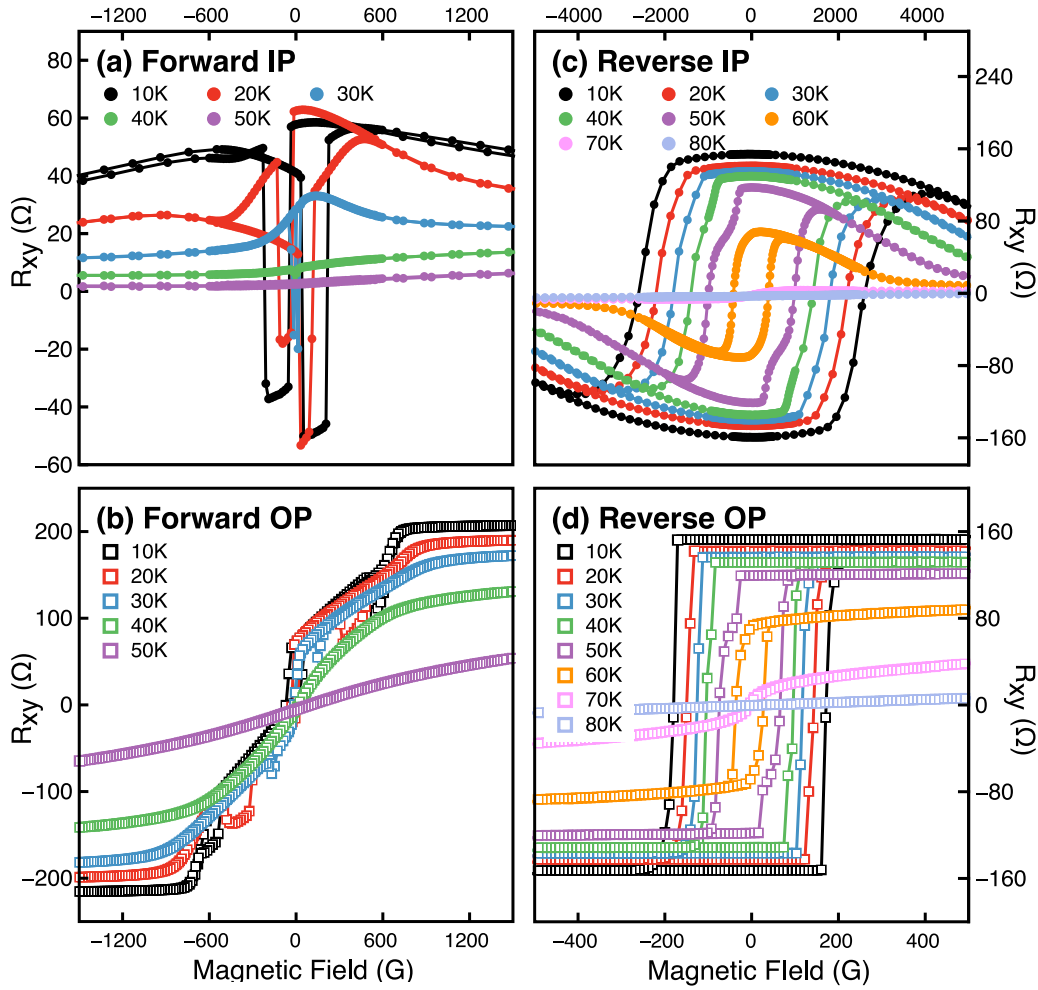 −1200 −600 0 600 1200
−4000 −2000 0 2000 4000
(a) Forward IP
10K 20K 30K
40K 50K
80
60
40
20
0
−20
−40
−60
Rxy (Ω)
(c) Reverse IP
10K 20K 30K
40K 50K 60K
70K 80K
240
160
80
0
−80
−160
Rxy (Ω)
(b) Forward OP
10K
20K
30K
40K
50K
200
100
0
−100
−200
Rxy (Ω)
−1200 −600 0 600 1200
Magnetic Field (G)
(d) Reverse OP
10K
20K
30K
40K
50K
60K
70K
80K
160
80
0
−80
−160
Rxy (Ω)
−400 −200 0 200 400
Magnetic Field (G)